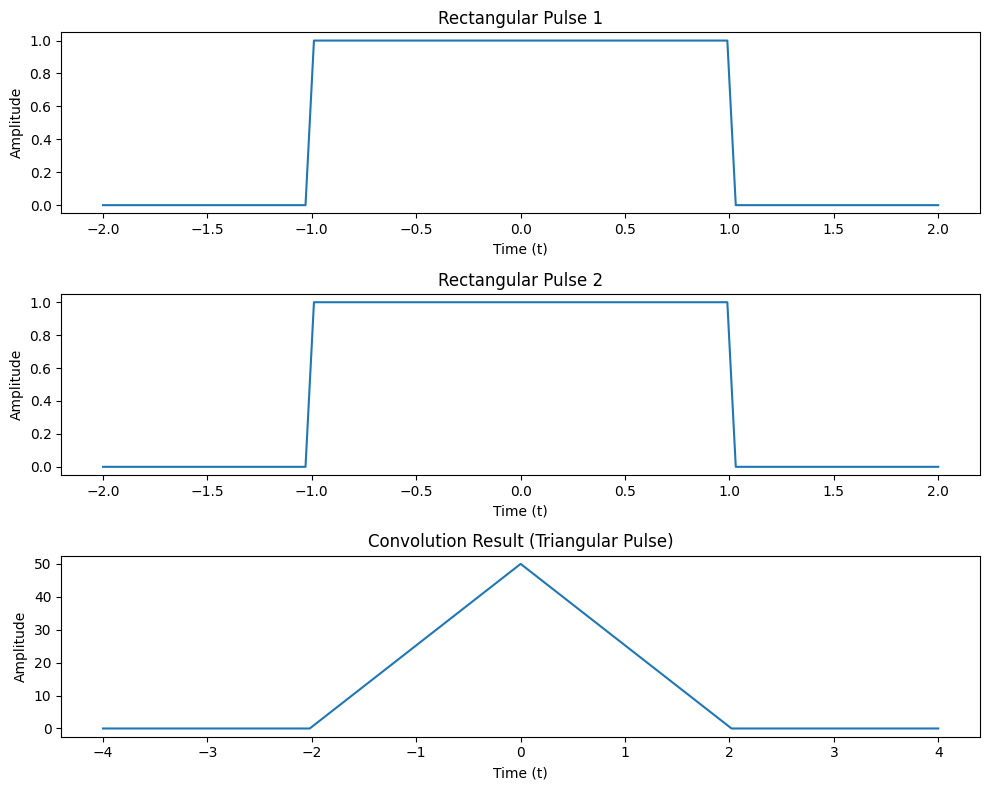 Rectangular Pulse 1
1.0
0.8
0.6
0.4
0.2
0.0
Amplitude
−2.0 −1.5 −1.0 −0.5 0.0 0.5 1.0 1.5 2.0
Time (t)
Rectangular Pulse 2
1.0
0.8
0.6
0.4
0.2
0.0
Amplitude
−2.0 −1.5 −1.0 −0.5 0.0 0.5 1.0 1.5 2.0
Time (t)
Convolution Result (Triangular Pulse)
50
40
30
20
10
0
Amplitude
−4 −3 −2 −1 0 1 2 3 4
Time (t)